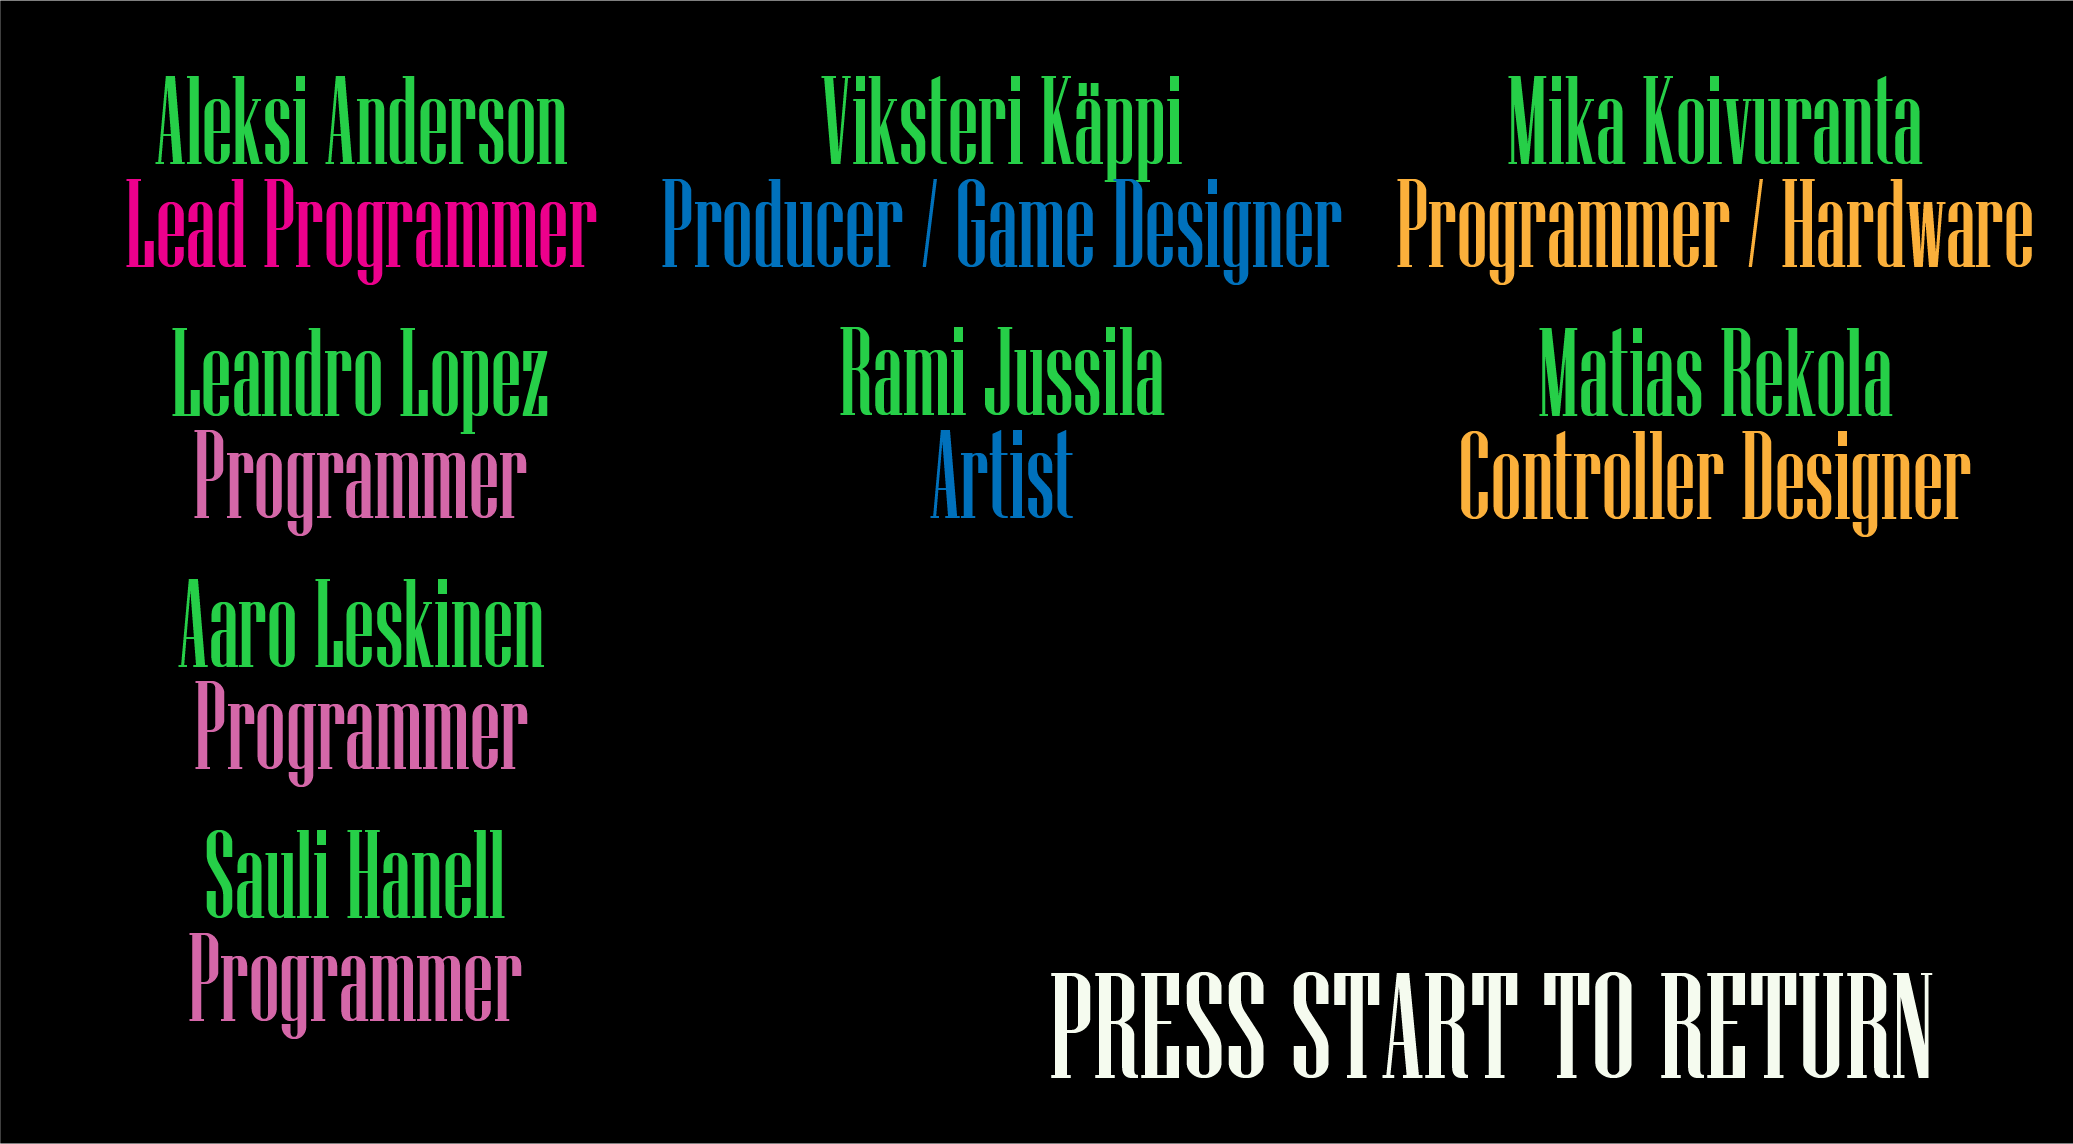 Aleksi Anderson
Lead Programmer
Leandro Lopez
Programmer
Aaro Leskinen
Programmer
Sauli Hanell
Programmer
Viksteri Käppi
Producer / Game Designer
Rami Jussila
Artist
Mika Koivuranta
Programmer / Hardware
Matias Rekola
Controller Designer
PRESS START TO RETURN